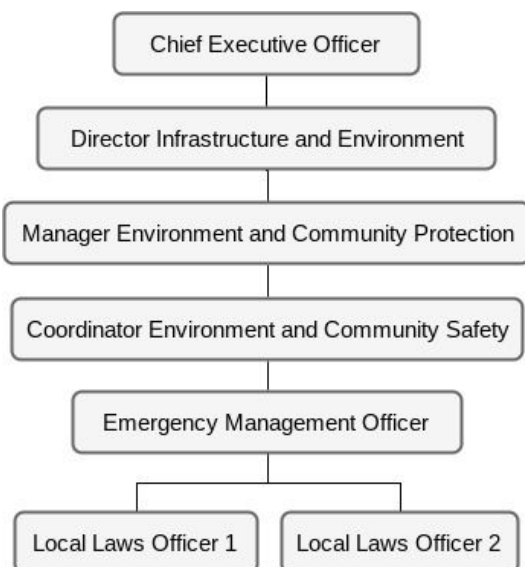 Chief Executive Officer
Director Infrastructure and Environment
Manager Environment and Community Protection
Coordinator Environment and Community Safety
Emergency Management Officer
Local Laws Officer 1
Local Laws Officer 2